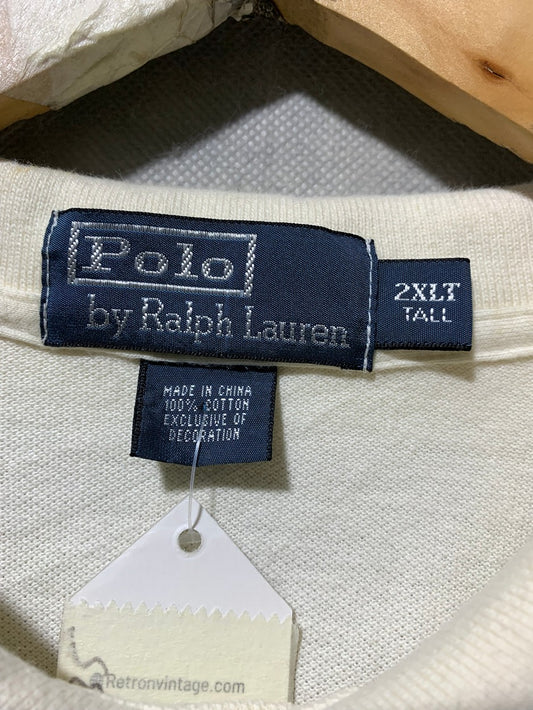 Polo
by Ralph Lauren
2XLT
TALL
MADE IN CHINA
100% COTTON
EXCLUSIVE OF
DECORATION
Retronvintage.com